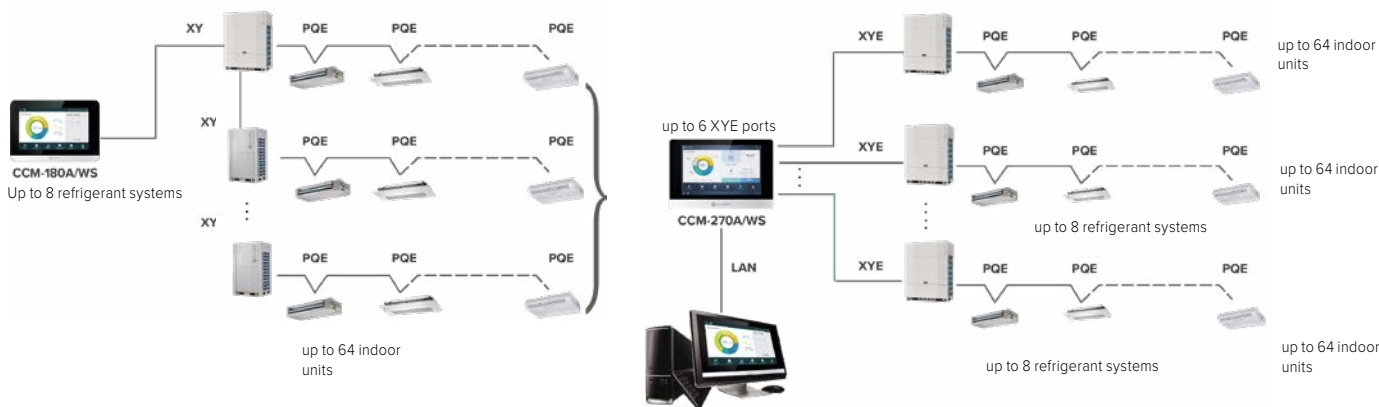 XY
PQE
PQE
PQE
XY
PQE
PQE
PQE
CCM-180A/WS
Up to 8 refrigerant systems
XY
PQE
PQE
PQE
up to 64 indoor
units
XYE
PQE
PQE
PQE
up to 64 indoor
units
up to 6 XYE ports
XYE
PQE
PQE
PQE
up to 64 indoor
units
CCM-270A/WS
up to 8 refrigerant systems
LAN
XYE
PQE
PQE
PQE
up to 8 refrigerant systems
up to 64 indoor
units